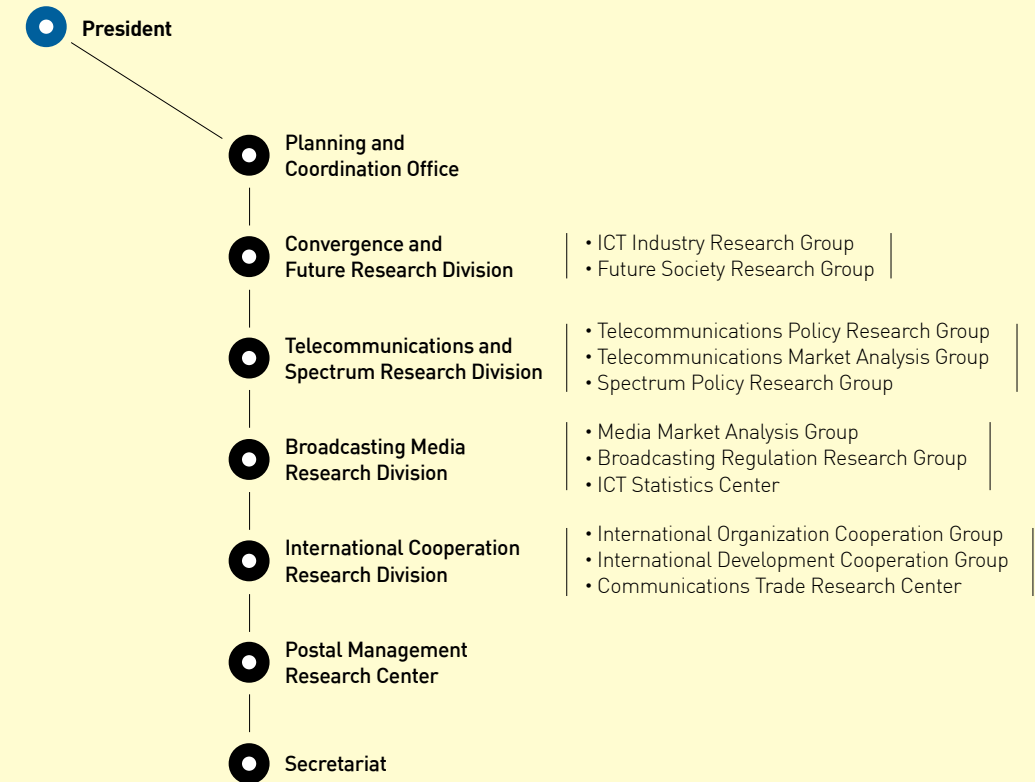 President
Planning and
Coordination Office
Convergence and
Future Research Division
• ICT Industry Research Group
• Future Society Research Group
Telecommunications and
Spectrum Research Division
• Telecommunications Policy Research Group
• Telecommunications Market Analysis Group
• Spectrum Policy Research Group
Broadcasting Media
Research Division
• Media Market Analysis Group
• Broadcasting Regulation Research Group
• ICT Statistics Center
International Cooperation
Research Division
• International Organization Cooperation Group
• International Development Cooperation Group
• Communications Trade Research Center
Postal Management
Research Center
Secretariat